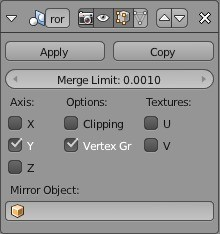 ror
Apply Copy
Merge Limit: 0.0010
Axis: Options: Textures:
X Clipping U
Y Vertex Gr V
Z
Mirror Object: